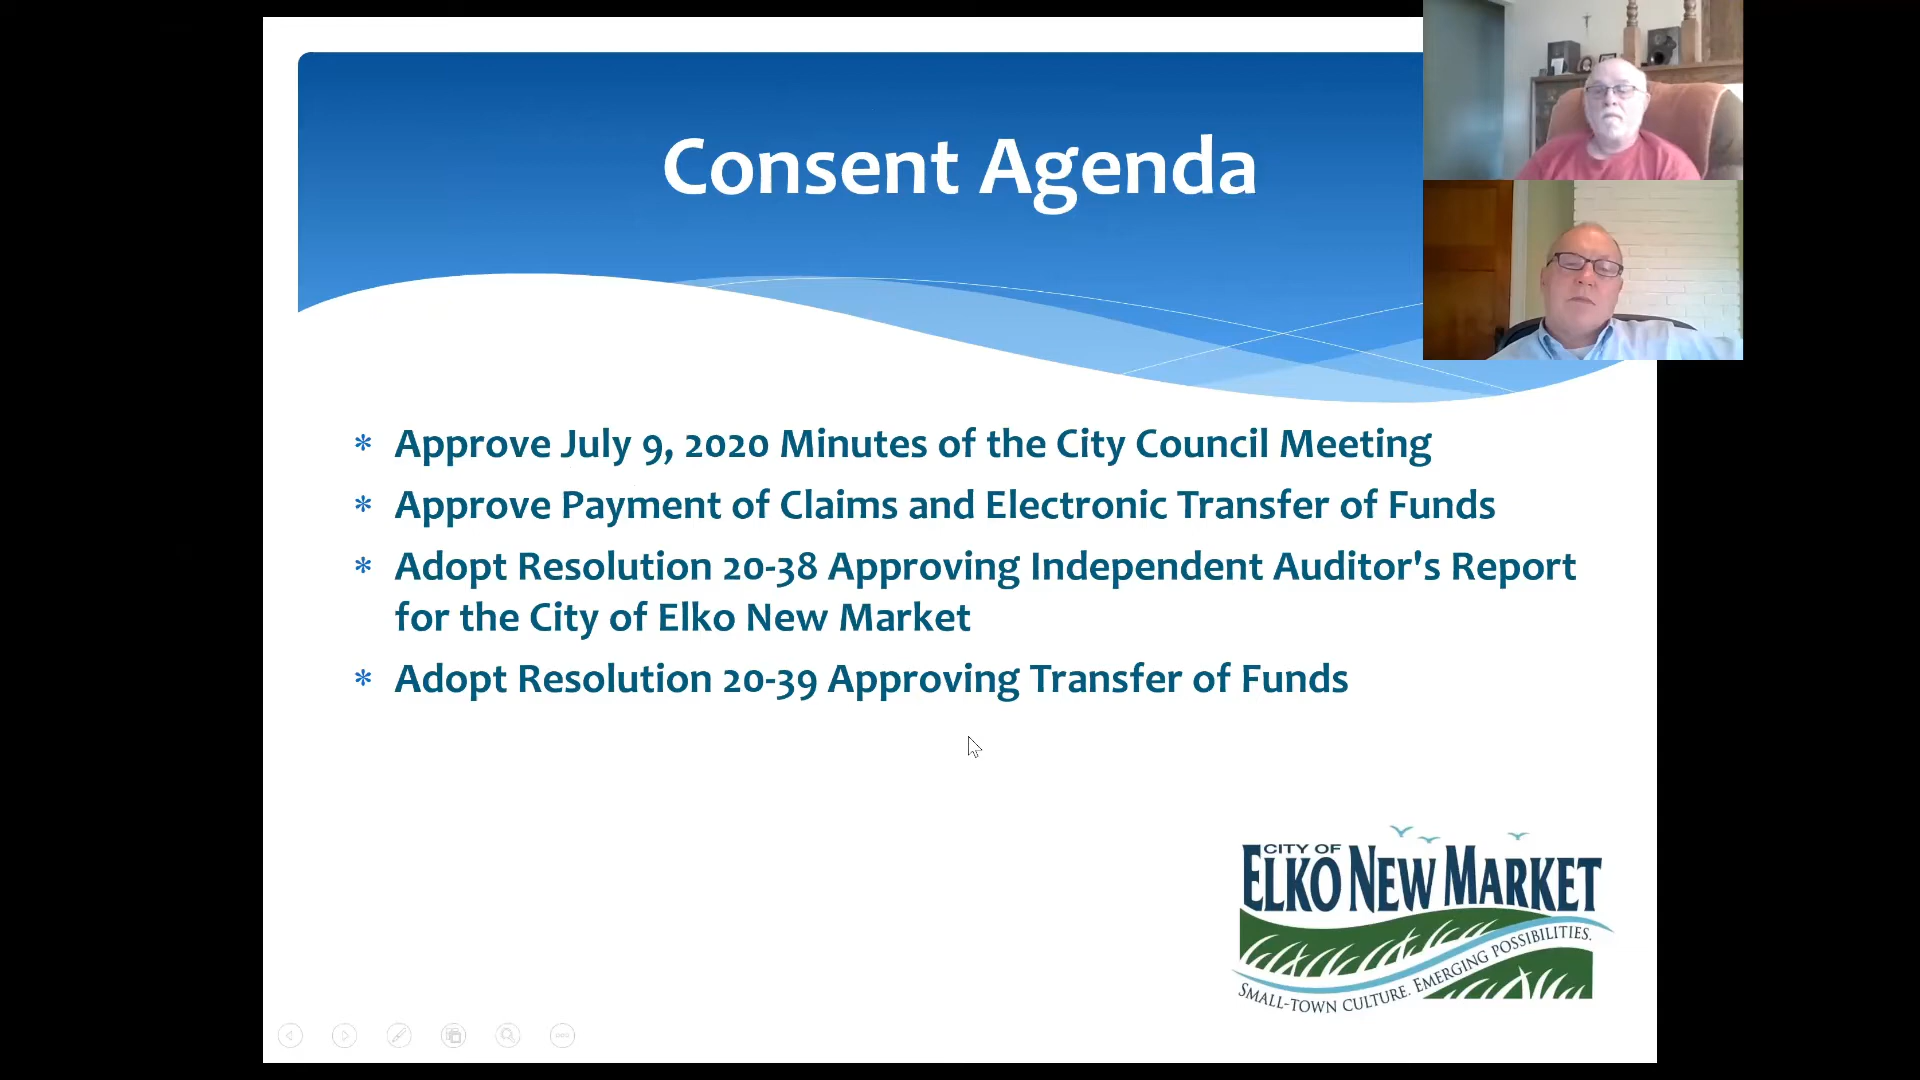 Consent Agenda
* Approve July 9, 2020 Minutes of the City Council Meeting
* Approve Payment of Claims and Electronic Transfer of Funds
* Adopt Resolution 20-38 Approving Independent Auditor's Report
for the City of Elko New Market
* Adopt Resolution 20-39 Approving Transfer of Funds
CITY OF
ELKO NEW MARKET
SMALL-TOWN CULTURE. EMERGING POSSIBILITIES.